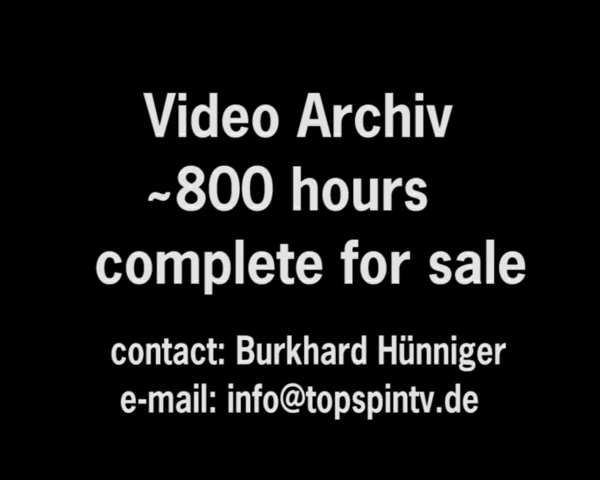 Video Archiv
~800 hours
complete for sale
contact: Burkhard Hünniger
e-mail: info@topspintv.de